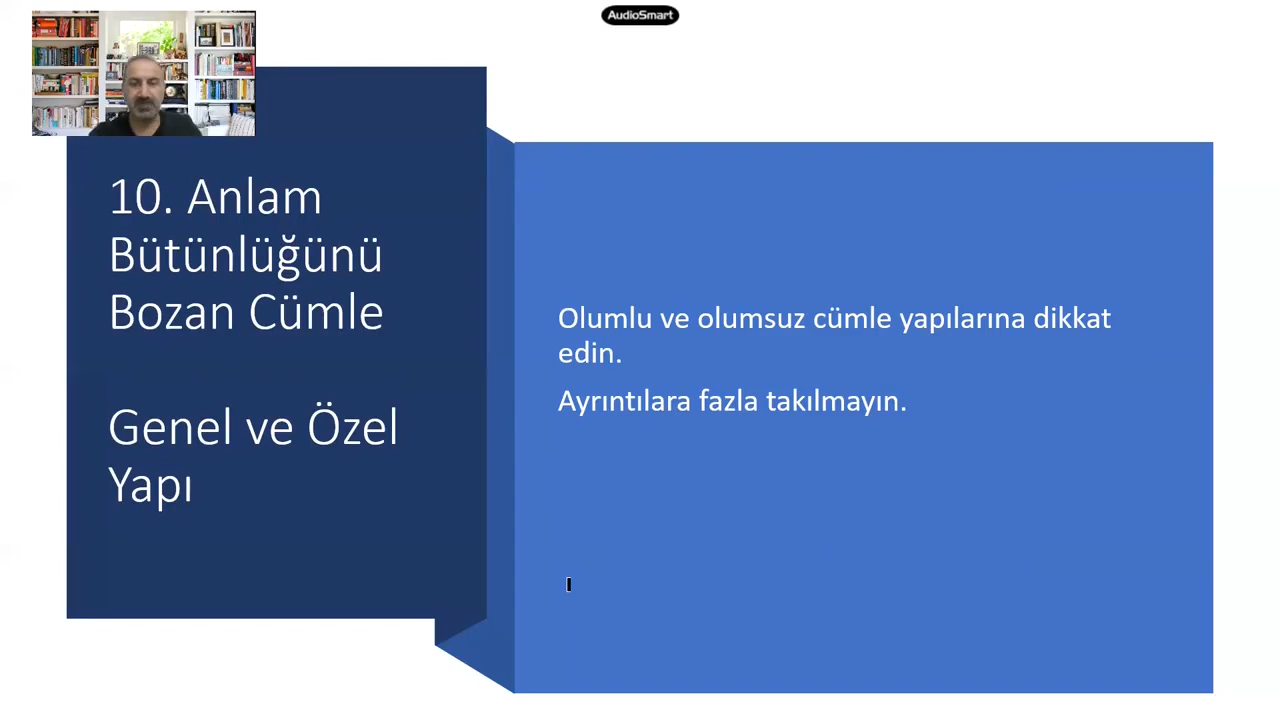 AudioSmart
10. Anlam
Bütünlüğünü
Bozan Cümle
Genel ve Özel
Yapı
Olumlu ve olumsuz cümle yapılarına dikkat
edin.
Ayrıntılara fazla takılmayın.